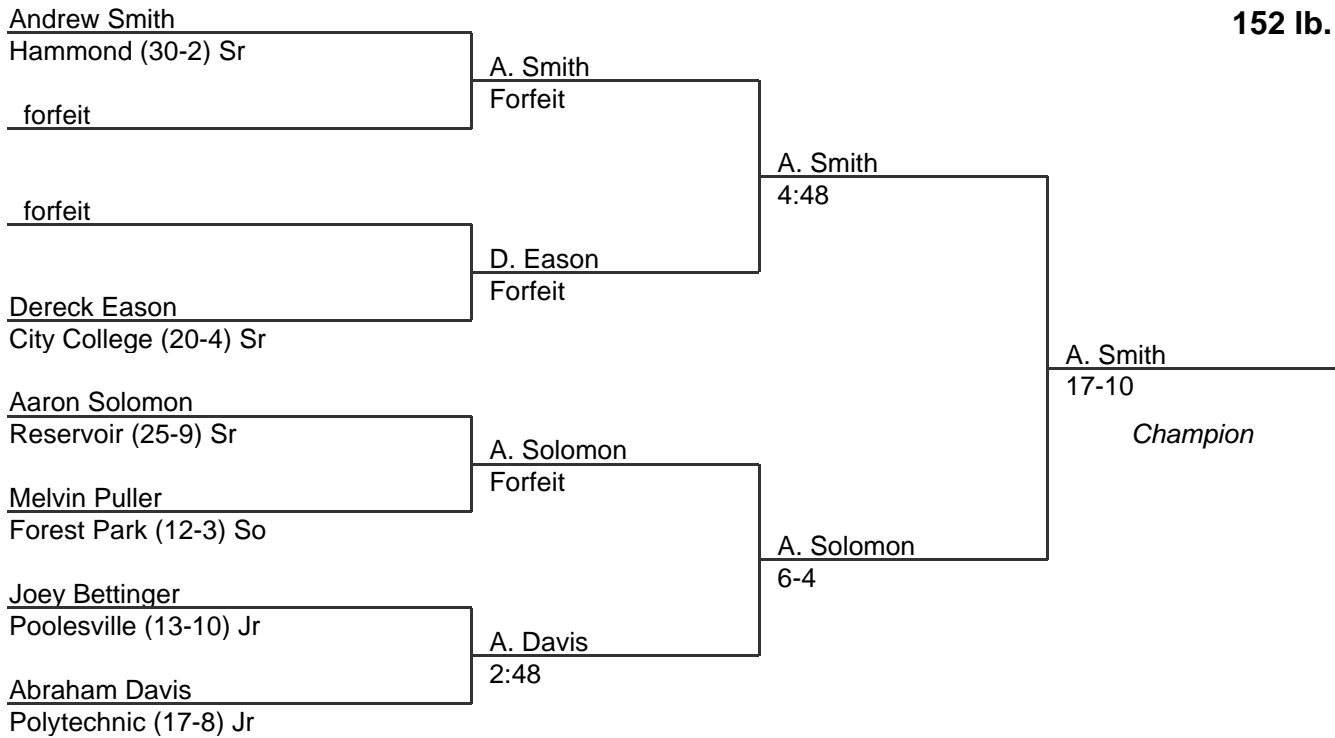 Andrew Smith
152 lb.
Hammond (30-2) Sr
A. Smith
Forfeit
forfeit
A. Smith
4:48
forfeit
D. Eason
Forfeit
Dereck Eason
City College (20-4) Sr
A. Smith
17-10
Champion
Aaron Solomon
Reservoir (25-9) Sr
A. Solomon
Forfeit
Melvin Puller
Forest Park (12-3) So
A. Solomon
6-4
Joey Bettinger
Poolesville (13-10) Jr
A. Davis
2:48
Abraham Davis
Polytechnic (17-8) Jr